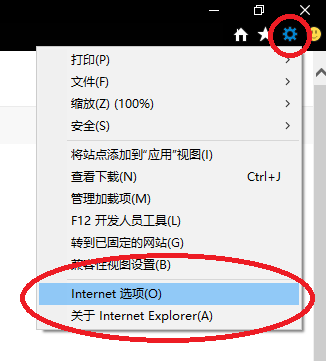 打印(P)
文件(F)
缩放(Z) (100%)
安全(S)
将站点添加到“应用”视图(I)
查看下载(N) Ctrl+J
管理加载项(M)
F12 开发人员工具(L)
转到已固定的网站(G)
兼容性视图设置(B)
Internet 选项(O)
关于 Internet Explorer(A)